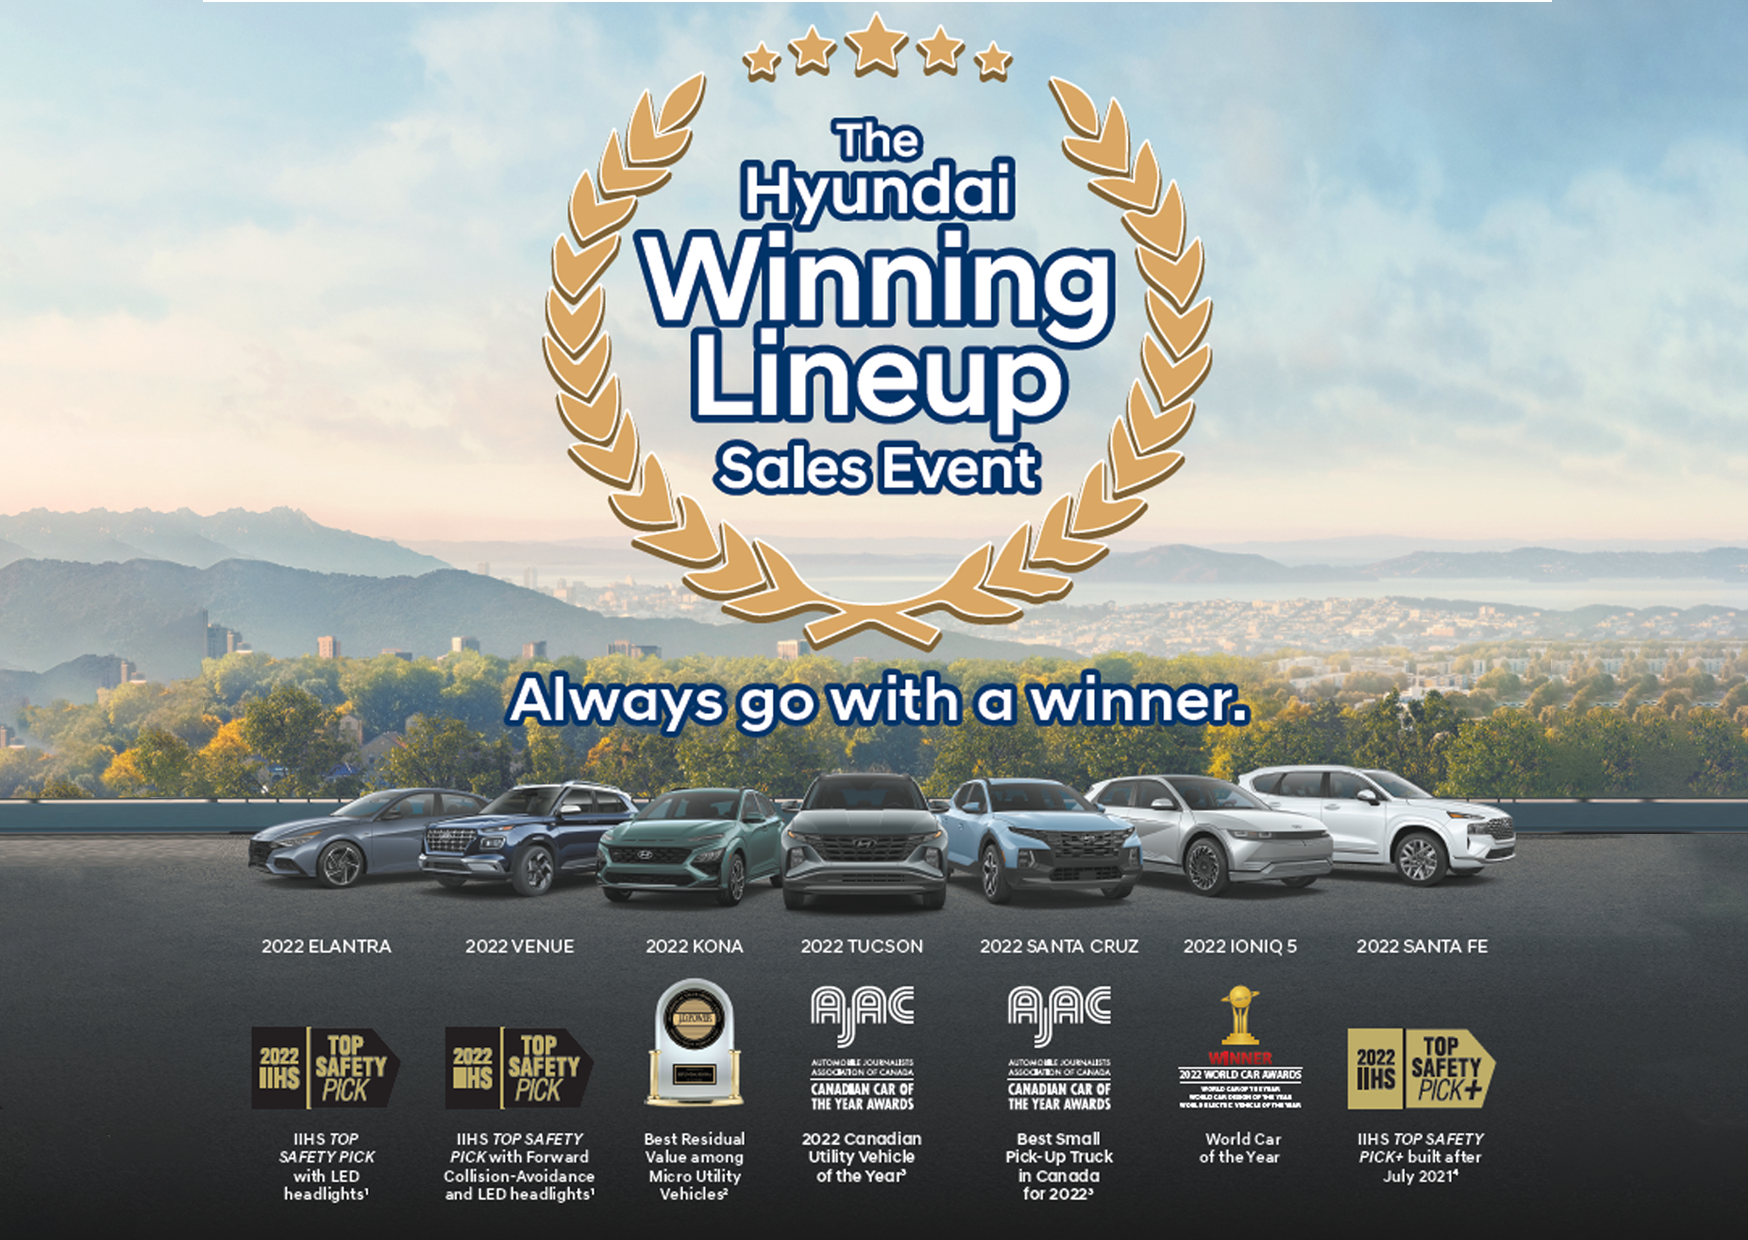 The
Hyundai
Winning
Lineup
Sales Event
Always go with a winner.
2022 ELANTRA
2022 VENUE
2022 KONA
2022 TUCSON
2022 SANTA CRUZ
2022 IONIQ 5
2022 SANTA FE
2022
IIHS
TOP
SAFETY
PICK
IIHS TOP
SAFETY PICK
with LED
headlights¹
2022
IIHS
TOP
SAFETY
PICK
IIHS TOP SAFETY
PICK with Forward
Collision-Avoidance
and LED headlights¹
J.D. POWER
Best Residual
Value among
Micro Utility
Vehicles²
AJAC
AUTOMOBILE JOURNALISTS
ASSOCIATION OF CANADA
CANADIAN CAR OF
THE YEAR AWARDS
2022 Canadian
Utility Vehicle
of the Year³
AJAC
AUTOMOBILE JOURNALISTS
ASSOCIATION OF CANADA
CANADIAN CAR OF
THE YEAR AWARDS
Best Small
Pick-Up Truck
in Canada
for 2022³
WINNER
2022 WORLD CAR AWARDS
WORLD CAR OF THE YEAR
WORLD CAR DESIGN OF THE YEAR
WORLD ELECTRIC VEHICLE OF THE YEAR
World Car
of the Year
2022
IIHS
TOP
SAFETY
PICK+
IIHS TOP SAFETY
PICK+ built after
July 2021⁴